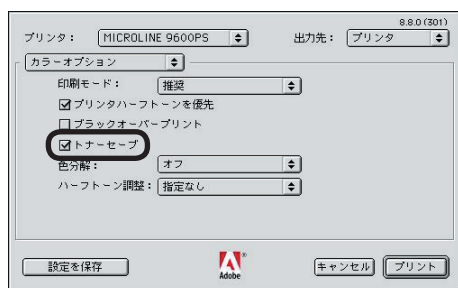 8.8.0 (301)
プリンタ： MICROLINE 9600PS 出力先： プリンタ
カラーオプション
印刷モード： 推奨
プリンタハーフトーンを優先
ブラックオーバープリント
トナーセーブ
色分解： オフ
ハーフトーン調整： 指定なし
設定を保存 Adobe キャンセル プリント